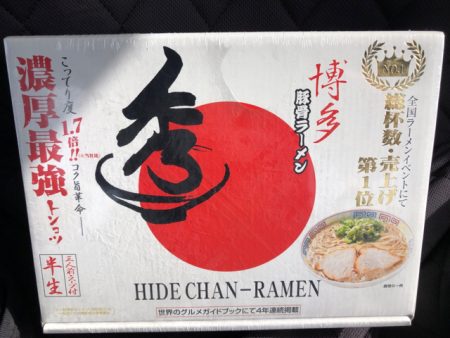 No.1
全国ラーメンイベントにて
総杯数・売上げ
第1位
博多
豚骨ラーメン
秀
こってり度
1.7倍!!
コク旨革命
濃厚最強
トンコツ
半生
HIDE CHAN-RAMEN
世界のグルメガイドブックにて4年連続掲載